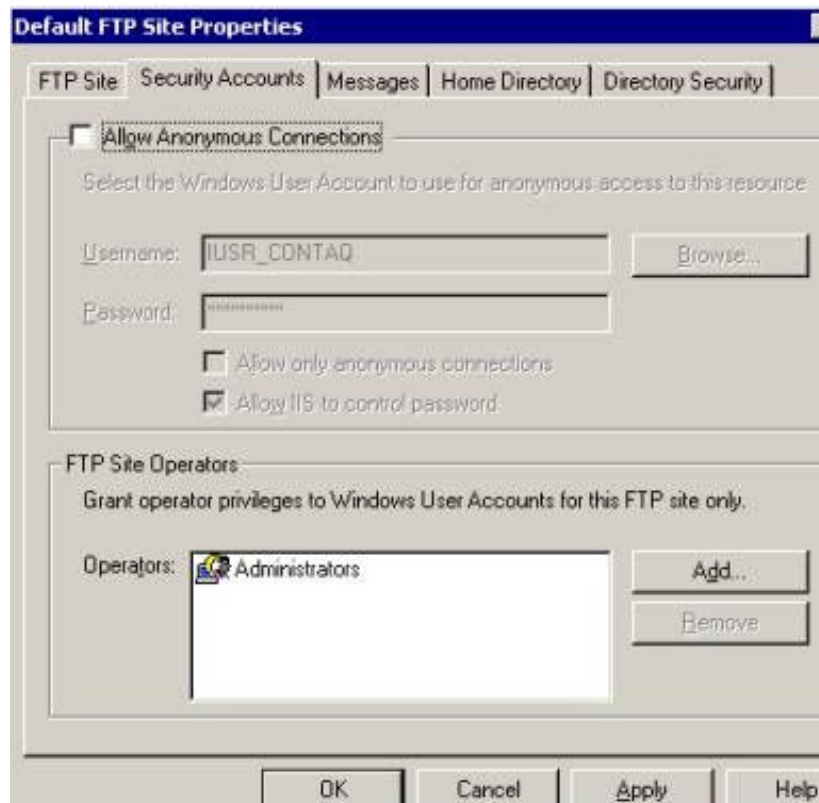 Default FTP Site Properties
FTP Site Security Accounts Messages Home Directory Directory Security
Allow Anonymous Connections
Select the Windows User Account to use for anonymous access to this resource
Username: IUSR_CONTAQ Browse...
Password: **********
Allow only anonymous connections
Allow IIS to control password
FTP Site Operators
Grant operator privileges to Windows User Accounts for this FTP site only.
Operators: Administrators Add...
Remove
OK Cancel Apply Help